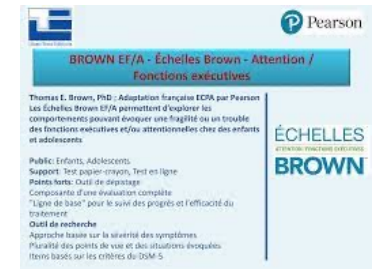 Pearson
BROWN EF/A - Échelles Brown - Attention /
Fonctions exécutives
Thomas E. Brown, PhD ; Adaptation française ECPA par Pearson
Les Échelles Brown EF/A permettent d'explorer les
comportements pouvant évoquer une fragilité ou un trouble
des fonctions exécutives et/ou attentionnelles chez des enfants
et adolescents
Public: Enfants, Adolescents
Support: Test papier-crayon, Test en ligne
Points forts: Outil de dépistage
Composante d'une évaluation complète
"Ligne de base" pour le suivi des progrès et l'efficacité du
traitement
Outil de recherche
Approche basée sur la sévérité des symptômes
Pluralité des points de vue et des situations évoquées
Items basés sur les critères du DSM-5
ÉCHELLES
ATTENTION FONCTIONS EXÉCUTIVES
BROWN